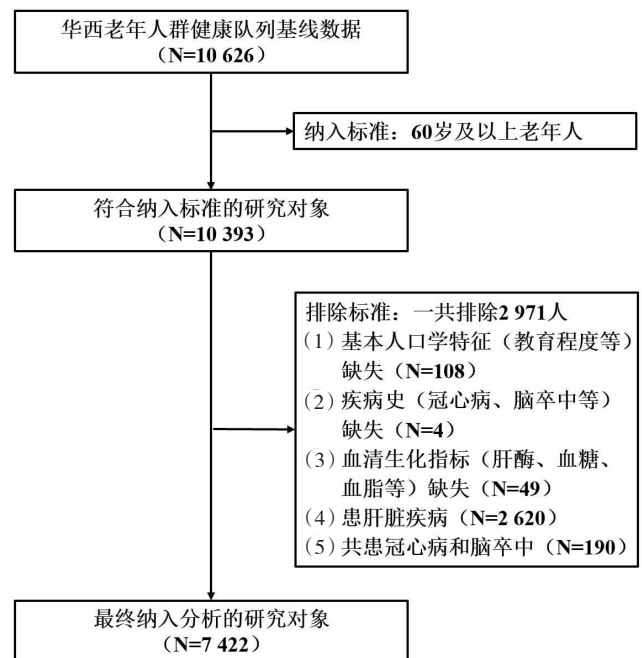 华西老年人群健康队列基线数据
（N=10 626）
纳入标准：60岁及以上老年人
符合纳入标准的研究对象
（N=10 393）
排除标准：一共排除2 971人
（1）基本人口学特征（教育程度等）
缺失（N=108）
（2）疾病史（冠心病、脑卒中等）
缺失（N=4）
（3）血清生化指标（肝酶、血糖、
血脂等）缺失（N=49）
（4）患肝脏疾病（N=2 620）
（5）共患冠心病和脑卒中（N=190）
最终纳入分析的研究对象
（N=7 422）